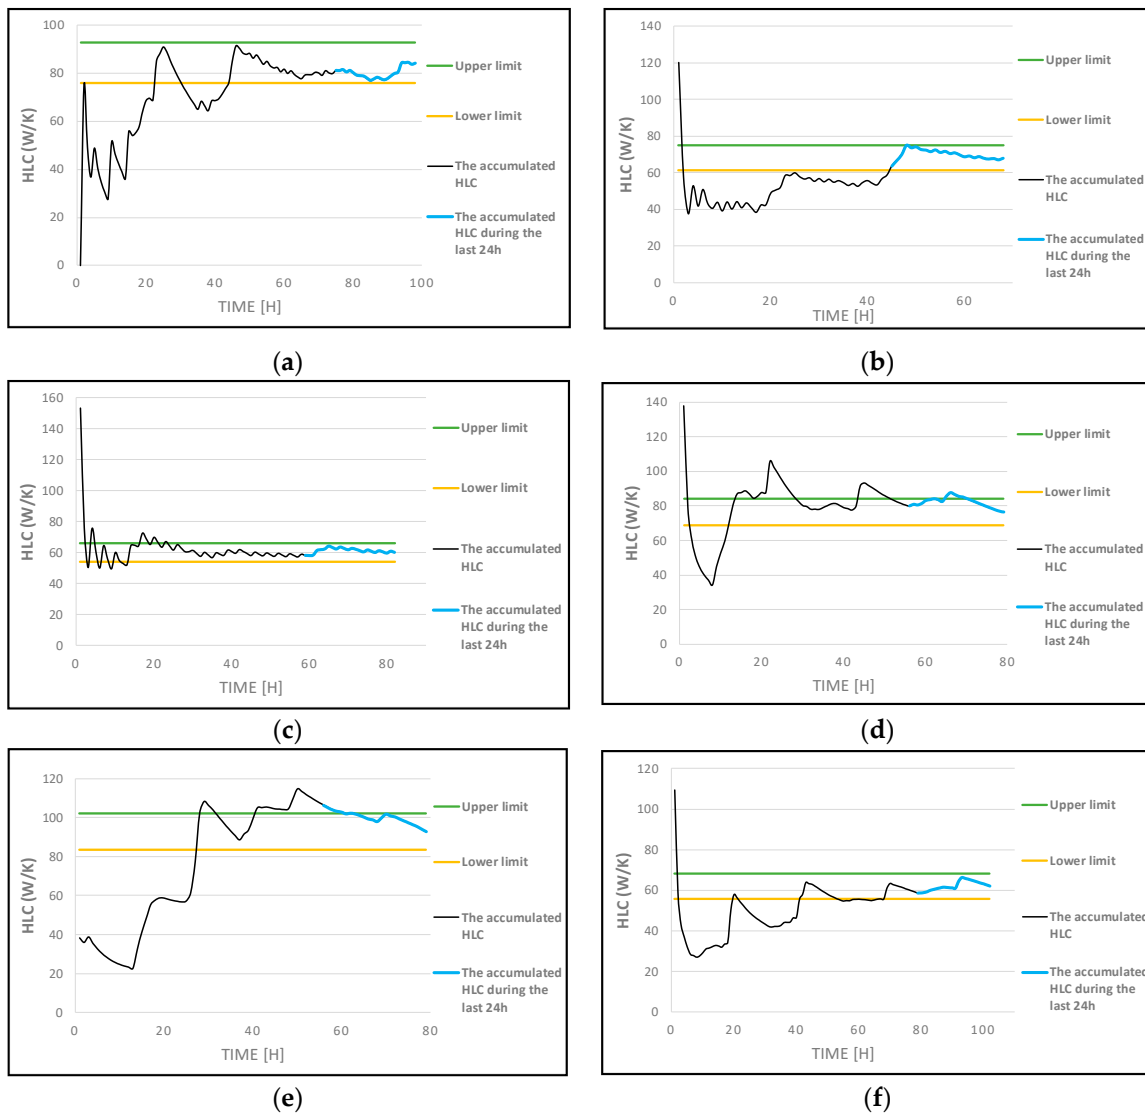 100
80
60
40
20
0
HLC (W/K)
0 20 40 60 80 100
TIME [H]
Upper limit
Lower limit
The accumulated
HLC
The accumulated
HLC during the
last 24h
(a)
140
120
100
80
60
40
20
0
HLC (W/K)
0 20 40 60
TIME [H]
Upper limit
Lower limit
The accumulated
HLC
The accumulated
HLC during the
last 24h
(b)
160
140
120
100
80
60
40
20
0
HLC (W/K)
0 20 40 60 80
TIME [H]
Upper limit
Lower limit
The accumulated
HLC
The accumulated
HLC during the
last 24h
(c)
140
120
100
80
60
40
20
0
HLC (W/K)
0 20 40 60 80
TIME [H]
Upper limit
Lower limit
The accumulated
HLC
The accumulated
HLC during the
last 24h
(d)
120
100
80
60
40
20
0
HLC (W/K)
0 20 40 60 80
TIME [H]
Upper limit
Lower limit
The accumulated
HLC
The accumulated
HLC during the
last 24h
(e)
120
100
80
60
40
20
0
HLC (W/K)
0 20 40 60 80 100
TIME [H]
Upper limit
Lower limit
The accumulated
HLC
The accumulated
HLC during the
last 24h
(f)